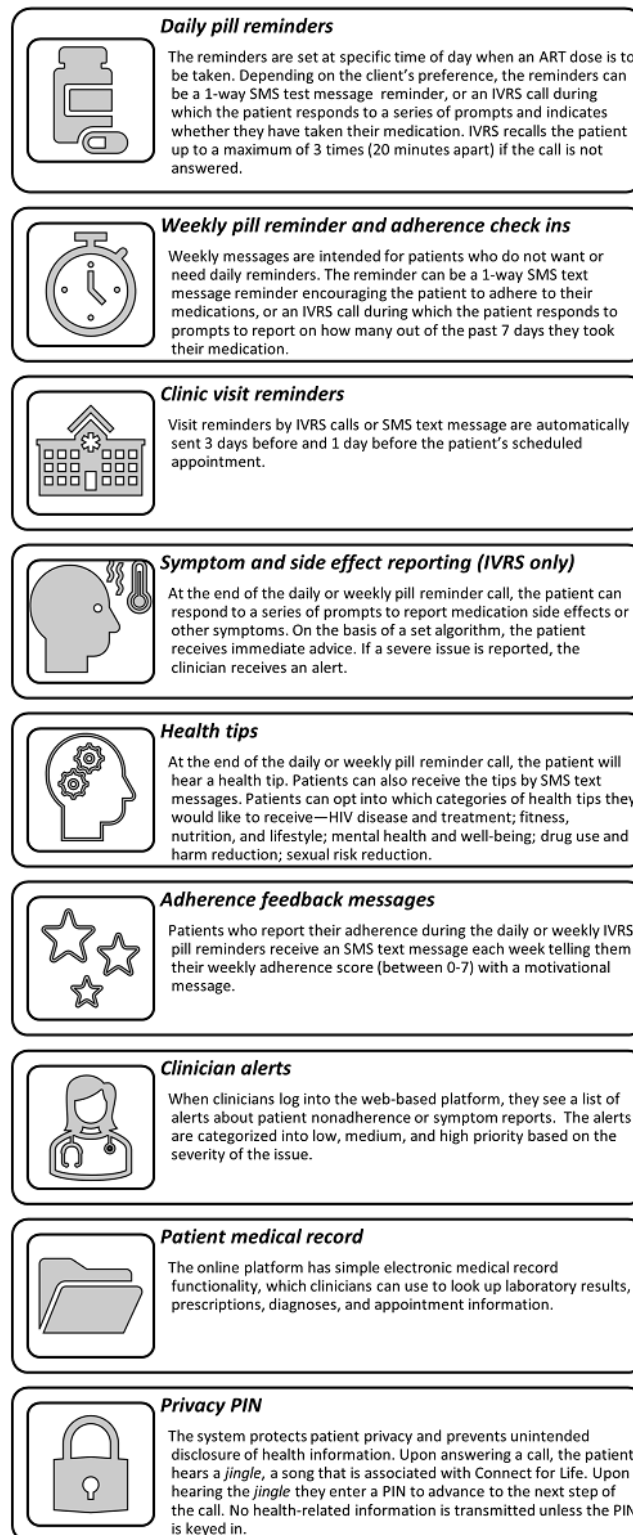 Daily pill reminders
The reminders are set at specific time of day when an ART dose is to
be taken. Depending on the client's preference, the reminders can
be a 1-way SMS test message reminder, or an IVRS call during
which the patient responds to a series of prompts and indicates
whether they have taken their medication. IVRS recalls the patient
up to a maximum of 3 times (20 minutes apart) if the call is not
answered.
Weekly pill reminder and adherence check ins
Weekly messages are intended for patients who do not want or
need daily reminders. The reminder can be a 1-way SMS text
message reminder encouraging the patient to adhere to their
medications, or an IVRS call during which the patient responds to
prompts to report on how many out of the past 7 days they took
their medication.
Clinic visit reminders
Visit reminders by IVRS calls or SMS text message are automatically
sent 3 days before and 1 day before the patient's scheduled
appointment.
Symptom and side effect reporting (IVRS only)
At the end of the daily or weekly pill reminder call, the patient can
respond to a series of prompts to report medication side effects or
other symptoms. On the basis of a set algorithm, the patient
receives immediate advice. If a severe issue is reported, the
clinician receives an alert.
Health tips
At the end of the daily or weekly pill reminder call, the patient will
hear a health tip. Patients can also receive the tips by SMS text
messages. Patients can opt into which categories of health tips they
would like to receive—HIV disease and treatment; fitness,
nutrition, and lifestyle; mental health and well-being; drug use and
harm reduction; sexual risk reduction.
Adherence feedback messages
Patients who report their adherence during the daily or weekly IVRS
pill reminders receive an SMS text message each week telling them
their weekly adherence score (between 0-7) with a motivational
message.
Clinician alerts
When clinicians log into the web-based platform, they see a list of
alerts about patient nonadherence or symptom reports. The alerts
are categorized into low, medium, and high priority based on the
severity of the issue.
Patient medical record
The online platform has simple electronic medical record
functionality, which clinicians can use to look up laboratory results,
prescriptions, diagnoses, and appointment information.
Privacy PIN
The system protects patient privacy and prevents unintended
disclosure of health information. Upon answering a call, the patient
hears a jingle, a song that is associated with Connect for Life. Upon
hearing the jingle they enter a PIN to advance to the next step of
the call. No health-related information is transmitted unless the PIN
is keyed in.